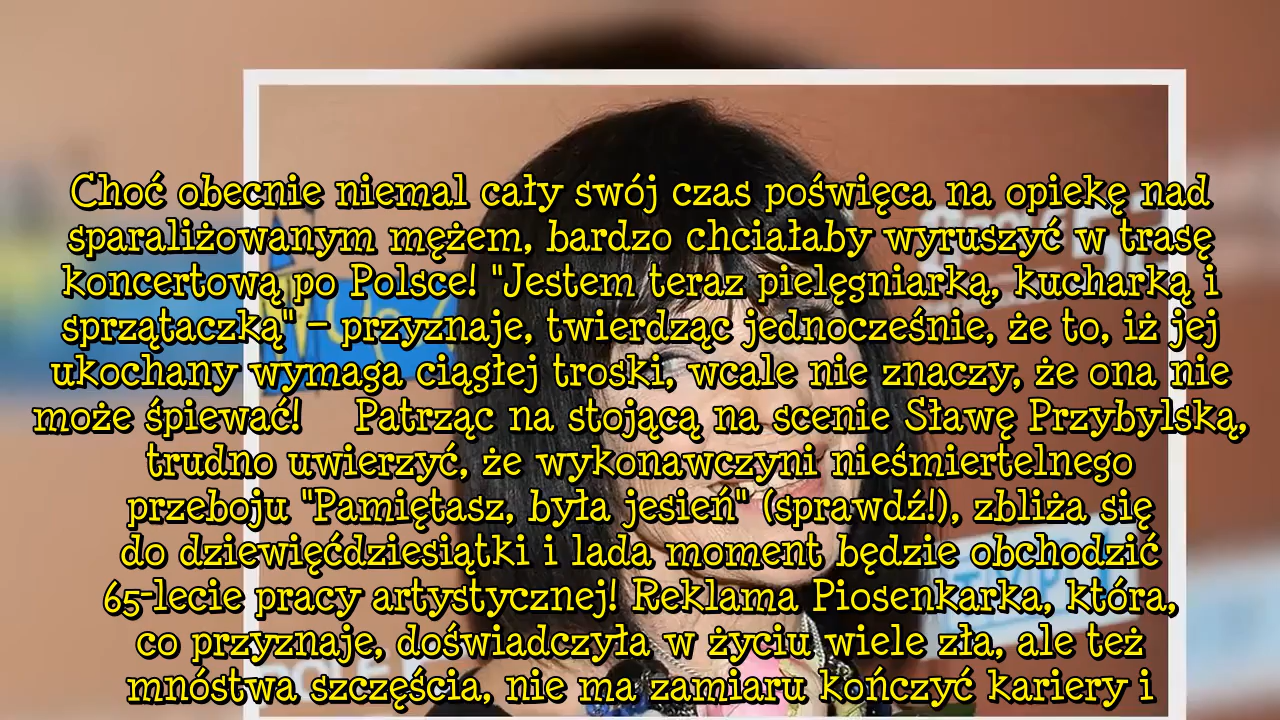 Choć obecnie niemal cały swój czas poświęca na opiekę nad
sparaliżowanym mężem, bardzo chciałaby wyruszyć w trasę
koncertową po Polsce! "Jestem teraz pielęgniarką, kucharką i
sprzątaczką" – przyznaje, twierdząc jednocześnie, że to, iż jej
ukochany wymaga ciągłej troski, wcale nie znaczy, że ona nie
może śpiewać! Patrząc na stojącą na scenie Sławę Przybylską,
trudno uwierzyć, że wykonawczyni nieśmiertelnego
przeboju "Pamiętasz, była jesień" (sprawdź!), zbliża się
do dziewięćdziesiątki i lada moment będzie obchodzić
65-lecie pracy artystycznej! Reklama Piosenkarka, która,
co przyznaje, doświadczyła w życiu wiele zła, ale też
mnóstwa szczęścia, nie ma zamiaru kończyć kariery i